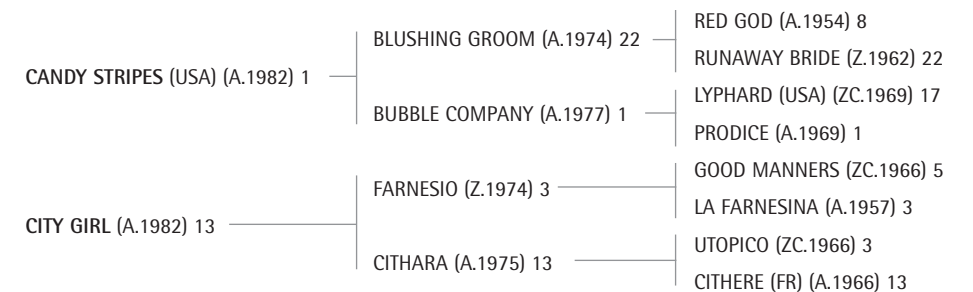 CANDY STRIPES (USA) (A.1982) 1
BLUSHING GROOM (A.1974) 22
RED GOD (A.1954) 8
RUNAWAY BRIDE (Z.1962) 22
BUBBLE COMPANY (A.1977) 1
LYPHARD (USA) (ZC.1969) 17
PRODICE (A.1969) 1
CITY GIRL (A.1982) 13
FARNESIO (Z.1974) 3
GOOD MANNERS (ZC.1966) 5
LA FARNESINA (A.1957) 3
CITHARA (A.1975) 13
UTOPICO (ZC.1966) 3
CITHERE (FR) (A.1966) 13